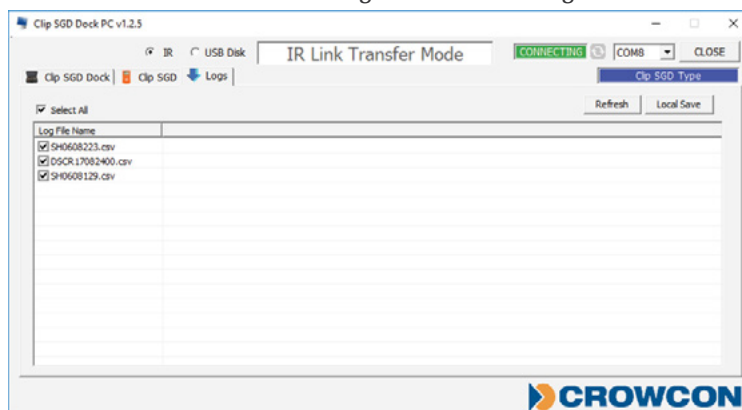 Clip SGD Dock PC v1.2.5
IR USB Disk IR Link Transfer Mode CONNECTING COM8 CLOSE
Clip SGD Dock Clip SGD Logs Clip SGD Type
Select All Refresh Local Save
Log File Name
SH0608223.csv
DSCR17082400.csv
SH0608129.csv
CROWCON